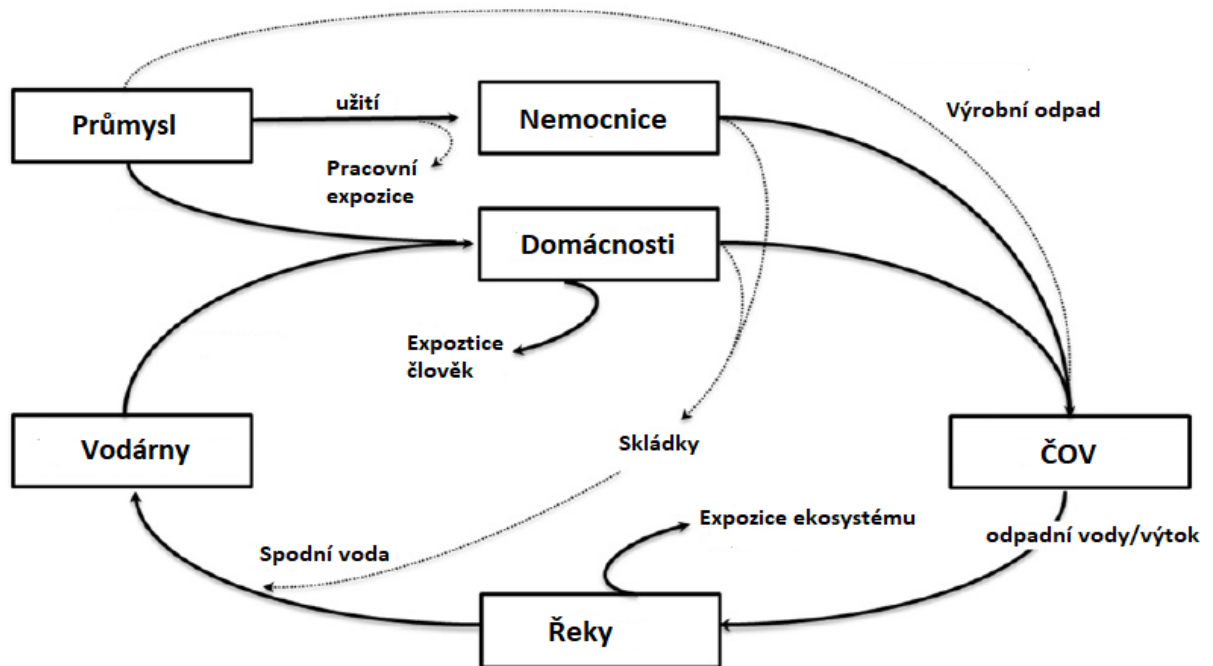 Průmysl
užití
Nemocnice
Výrobní odpad
Pracovní
expozice
Domácnosti
Expoztice
člověk
Vodárny
Skládky
ČOV
Expozice ekosystému
odpadní vody/výtok
Spodní voda
Řeky